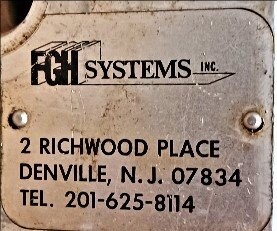 FGH SYSTEMS INC.
2 RICHWOOD PLACE
DENVILLE, N.J. 07834
TEL. 201-625-8114